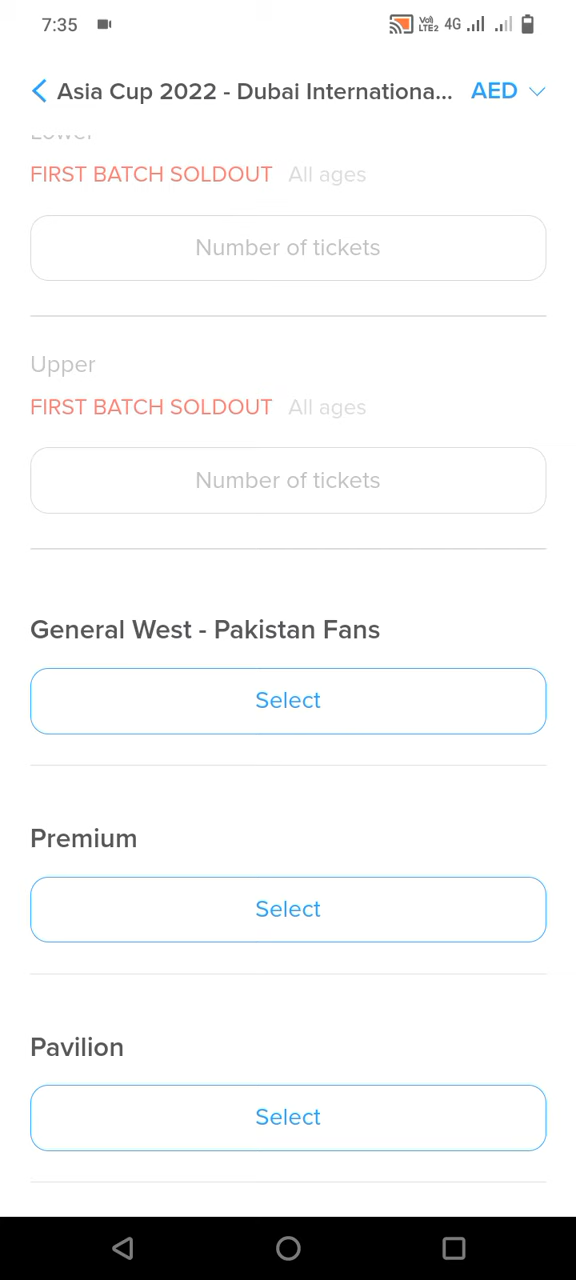 7:35 Vo) LTE2 4G
Asia Cup 2022 - Dubai Internationa... AED
Lower
FIRST BATCH SOLDOUT All ages
Number of tickets
Upper
FIRST BATCH SOLDOUT All ages
Number of tickets
General West - Pakistan Fans
Select
Premium
Select
Pavilion
Select